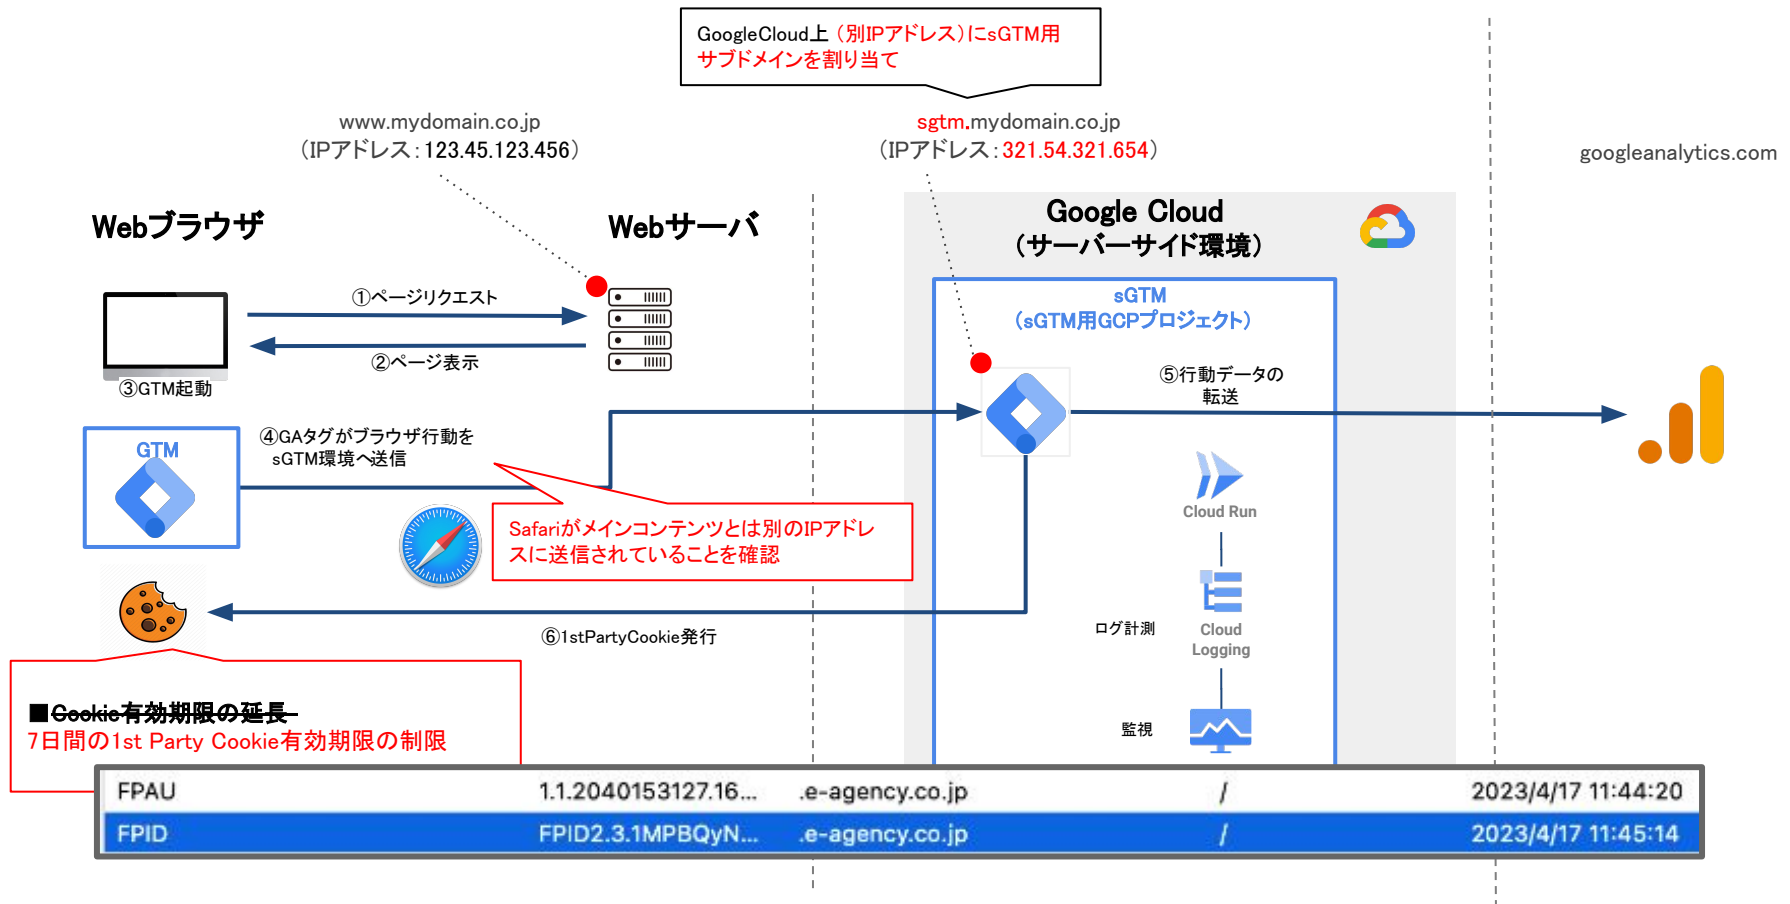 GoogleCloud上（別IPアドレス）にsGTM用
サブドメインを割り当て
www.mydomain.co.jp
（IPアドレス：123.45.123.456）
sgtm.mydomain.co.jp
（IPアドレス：321.54.321.654）
googleanalytics.com
Webブラウザ
Webサーバ
Google Cloud
（サーバーサイド環境）
sGTM
（sGTM用GCPプロジェクト）
①ページリクエスト
②ページ表示
③GTM起動
⑤行動データの
転送
GTM
④GAタグがブラウザ行動を
sGTM環境へ送信
Safariがメインコンテンツとは別のIPアドレ
スに送信されていることを確認
Cloud Run
⑥1stPartyCookie発行
ログ計測
Cloud
Logging
監視
■Cookie有効期限の延長
7日間の1st Party Cookie有効期限の制限
FPAU 1.1.2040153127.16... .e-agency.co.jp / 2023/4/17 11:44:20
FPID FPID2.3.1MPBQyN... .e-agency.co.jp / 2023/4/17 11:45:14